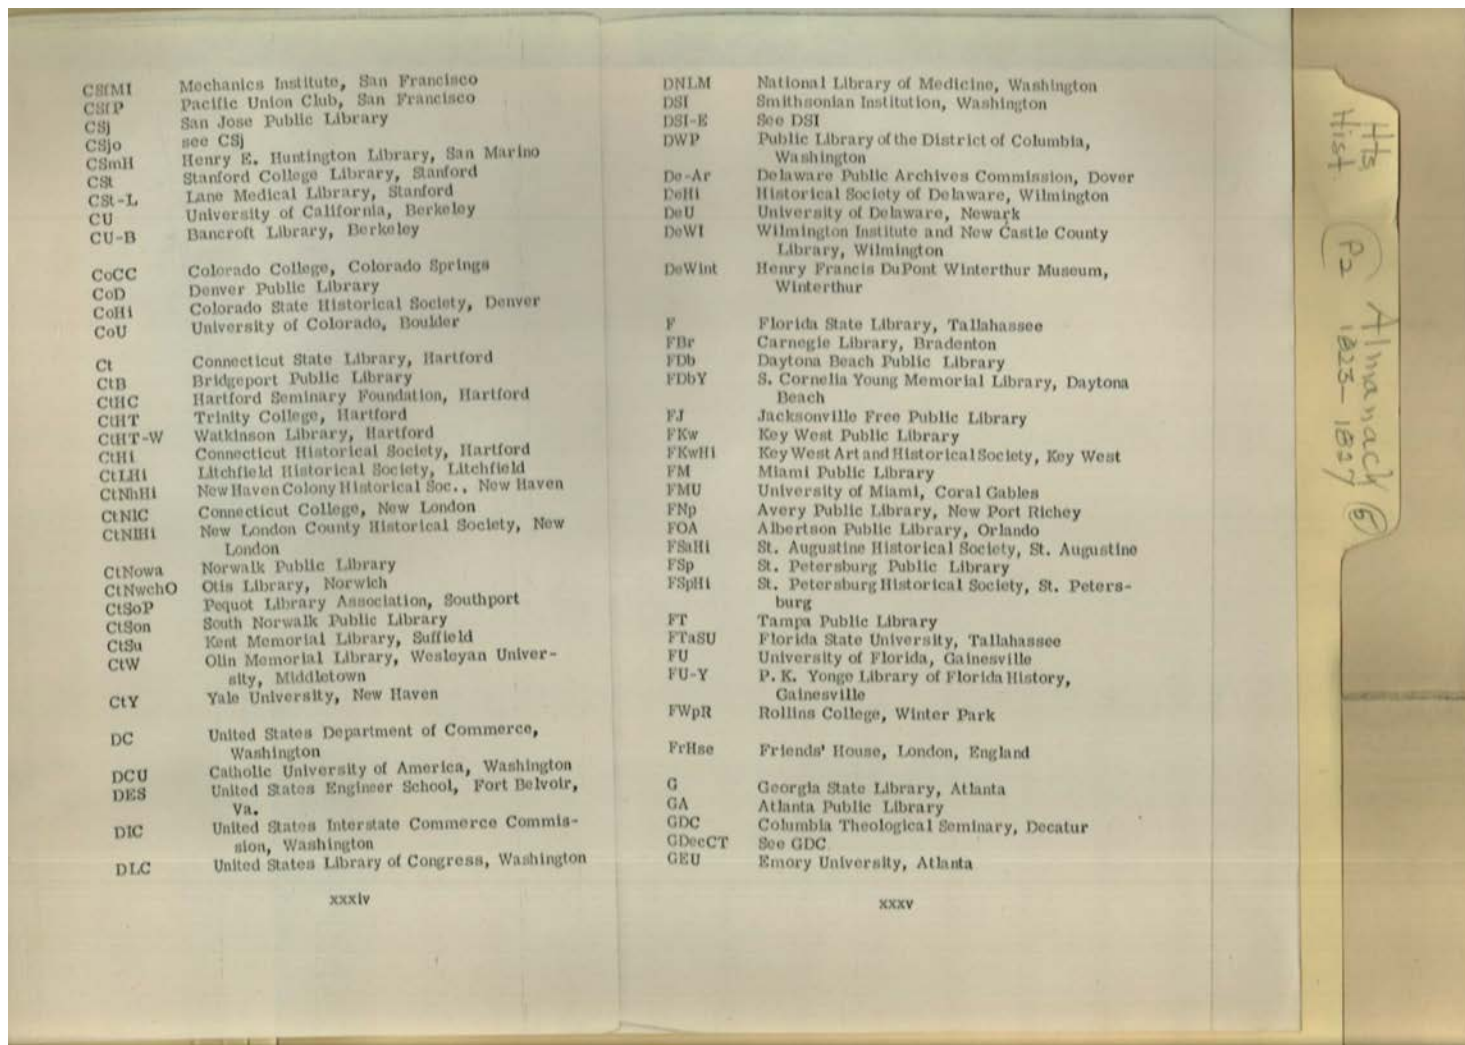 CSfMI Mechanics Institute, San Francisco
CSfP Pacific Union Club, San Francisco
CSj San Jose Public Library
CSjo see CSj
CSmH Henry E. Huntington Library, San Marino
CSt Stanford College Library, Stanford
CSt-L Lane Medical Library, Stanford
CU University of California, Berkeley
CU-B Bancroft Library, Berkeley
CoCC Colorado College, Colorado Springs
CoD Denver Public Library
CoHi Colorado State Historical Society, Denver
CoU University of Colorado, Boulder
Ct Connecticut State Library, Hartford
CtB Bridgeport Public Library
CtHC Hartford Seminary Foundation, Hartford
CtHT Trinity College, Hartford
CtHT-W Watkinson Library, Hartford
CtHi Connecticut Historical Society, Hartford
CtLHi Litchfield Historical Society, Litchfield
CtNhHi New Haven Colony Historical Soc., New Haven
CtNlC Connecticut College, New London
CtNlHi New London County Historical Society, New
London
CtNowa Norwalk Public Library
CtNwchO Otis Library, Norwich
CtSoP Pequot Library Association, Southport
CtSon South Norwalk Public Library
CtSu Kent Memorial Library, Suffield
CtW Olin Memorial Library, Wesleyan Univer-
sity, Middletown
CtY Yale University, New Haven
DC United States Department of Commerce,
Washington
DCU Catholic University of America, Washington
DES United States Engineer School, Fort Belvoir,
Va.
DIC United States Interstate Commerce Commis-
sion, Washington
DLC United States Library of Congress, Washington
xxxiv
DNLM National Library of Medicine, Washington
DSI Smithsonian Institution, Washington
DSI-E See DSI
DWP Public Library of the District of Columbia,
Washington
De-Ar Delaware Public Archives Commission, Dover
DeHi Historical Society of Delaware, Wilmington
DeU University of Delaware, Newark
DeWI Wilmington Institute and New Castle County
Library, Wilmington
DeWint Henry Francis DuPont Winterthur Museum,
Winterthur
F Florida State Library, Tallahassee
FBr Carnegie Library, Bradenton
FDb Daytona Beach Public Library
FDbY S. Cornelia Young Memorial Library, Daytona
Beach
FJ Jacksonville Free Public Library
FKw Key West Public Library
FKwHi Key West Art and Historical Society, Key West
FM Miami Public Library
FMU University of Miami, Coral Gables
FNp Avery Public Library, New Port Richey
FOA Albertson Public Library, Orlando
FSaHi St. Augustine Historical Society, St. Augustine
FSp St. Petersburg Public Library
FSpHi St. Petersburg Historical Society, St. Peters-
burg
FT Tampa Public Library
FTaSU Florida State University, Tallahassee
FU University of Florida, Gainesville
FU-Y P. K. Yonge Library of Florida History,
Gainesville
FWpR Rollins College, Winter Park
FrHse Friends' House, London, England
G Georgia State Library, Atlanta
GA Atlanta Public Library
GDC Columbia Theological Seminary, Decatur
GDecCT See GDC
GEU Emory University, Atlanta
xxxv
Hts Almanack 6
Hist P2 1823-1827